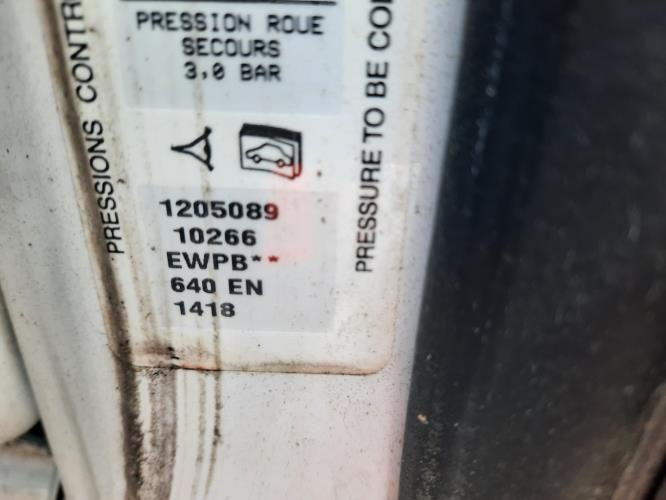 PRESSION ROUE
SECOURS
3,0 BAR
PRESSIONS CONTR
PRESSURE TO BE CO
1205089
10266
EWPB**
640 EN
1418